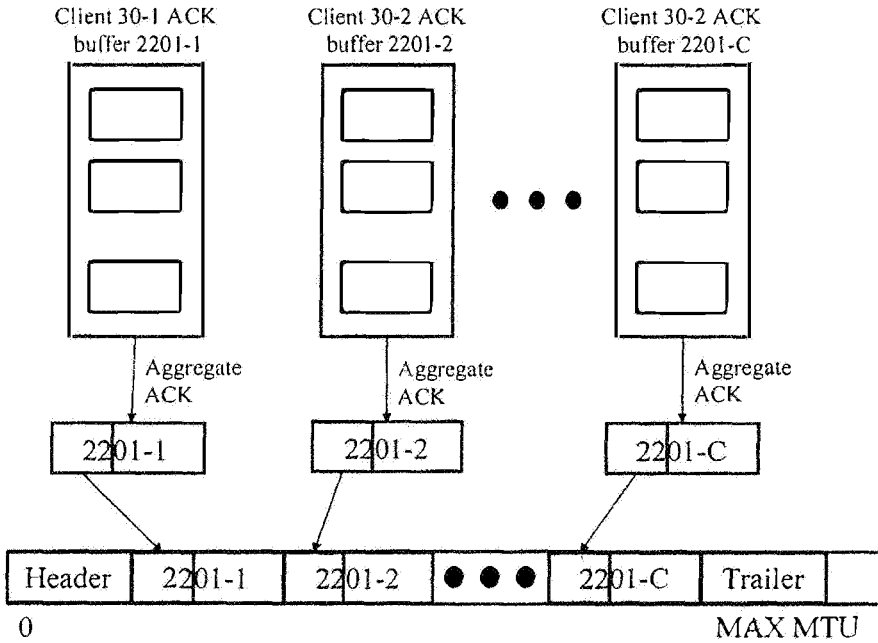 Client 30-1 ACK
buffer 2201-1
Client 30-2 ACK
buffer 2201-2
Client 30-2 ACK
buffer 2201-C
Aggregate
ACK
Aggregate
ACK
Aggregate
ACK
2201-1
2201-2
2201-C
Header
2201-1
2201-2
2201-C
Trailer
0
MAX MTU